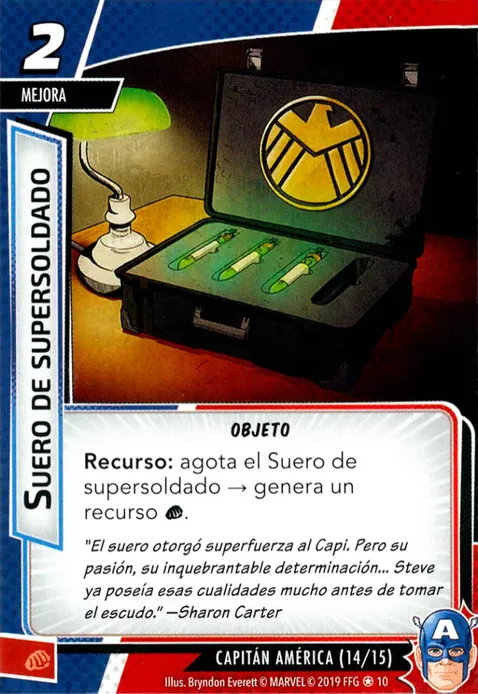 2
MEJORA
SUERO DE SUPERSOLDADO
OBJETO
Recurso: agota el Suero de
supersoldado → genera un
recurso .
"El suero otorgó superfuerza al Capi. Pero su
pasión, su inquebrantable determinación... Steve
ya poseía esas cualidades mucho antes de tomar
el escudo." —Sharon Carter
CAPITÁN AMÉRICA (14/15)
Illus. Bryndon Everett © MARVEL © 2019 FFG ✪ 10
A